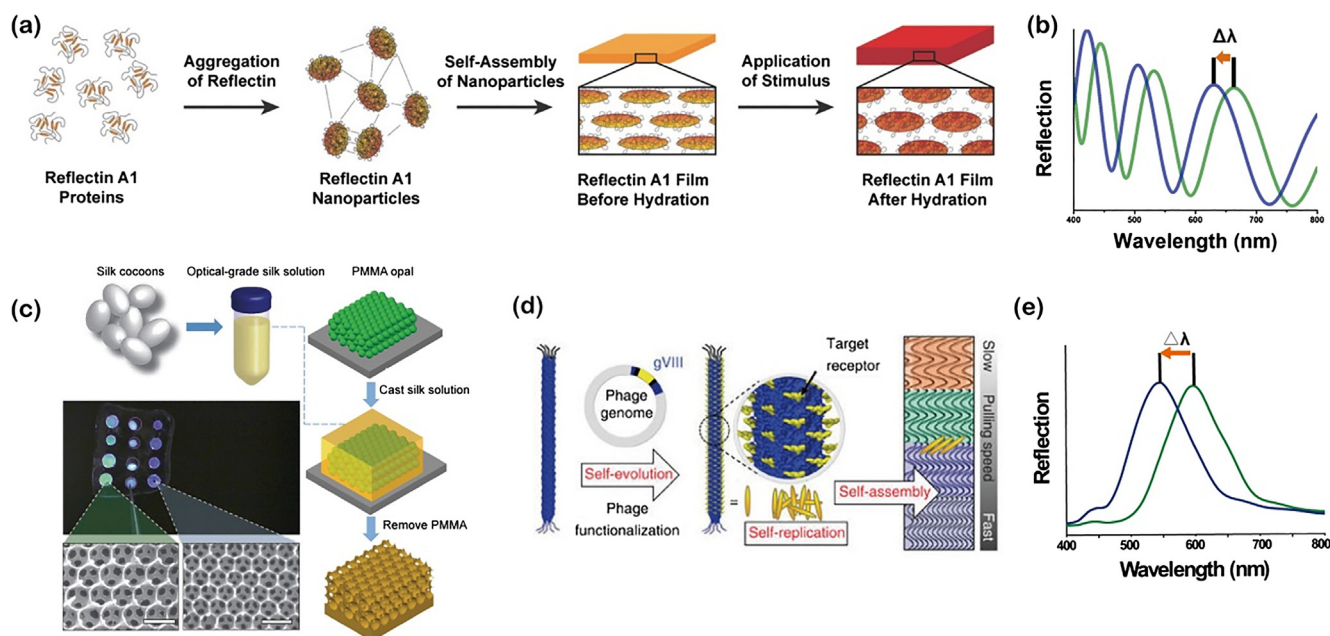 (a)
Aggregation
of Reflectin
Self-Assembly
of Nanoparticles
Application
of Stimulus
Reflectin A1
Proteins
Reflectin A1
Nanoparticles
Reflectin A1 Film
Before Hydration
Reflectin A1 Film
After Hydration
(b)
Δλ
Reflection
400
500
600
700
800
Wavelength (nm)
(c)
Silk cocoons
Optical-grade silk solution
PMMA opal
Cast silk solution
Remove PMMA
(d)
gVIII
Phage
genome
Self-evolution
Phage
functionalization
Target
receptor
=
Self-replication
Self-assembly
Slow
Pulling speed
Fast
(e)
△λ
Reflection
400
500
600
700
800
Wavelength (nm)